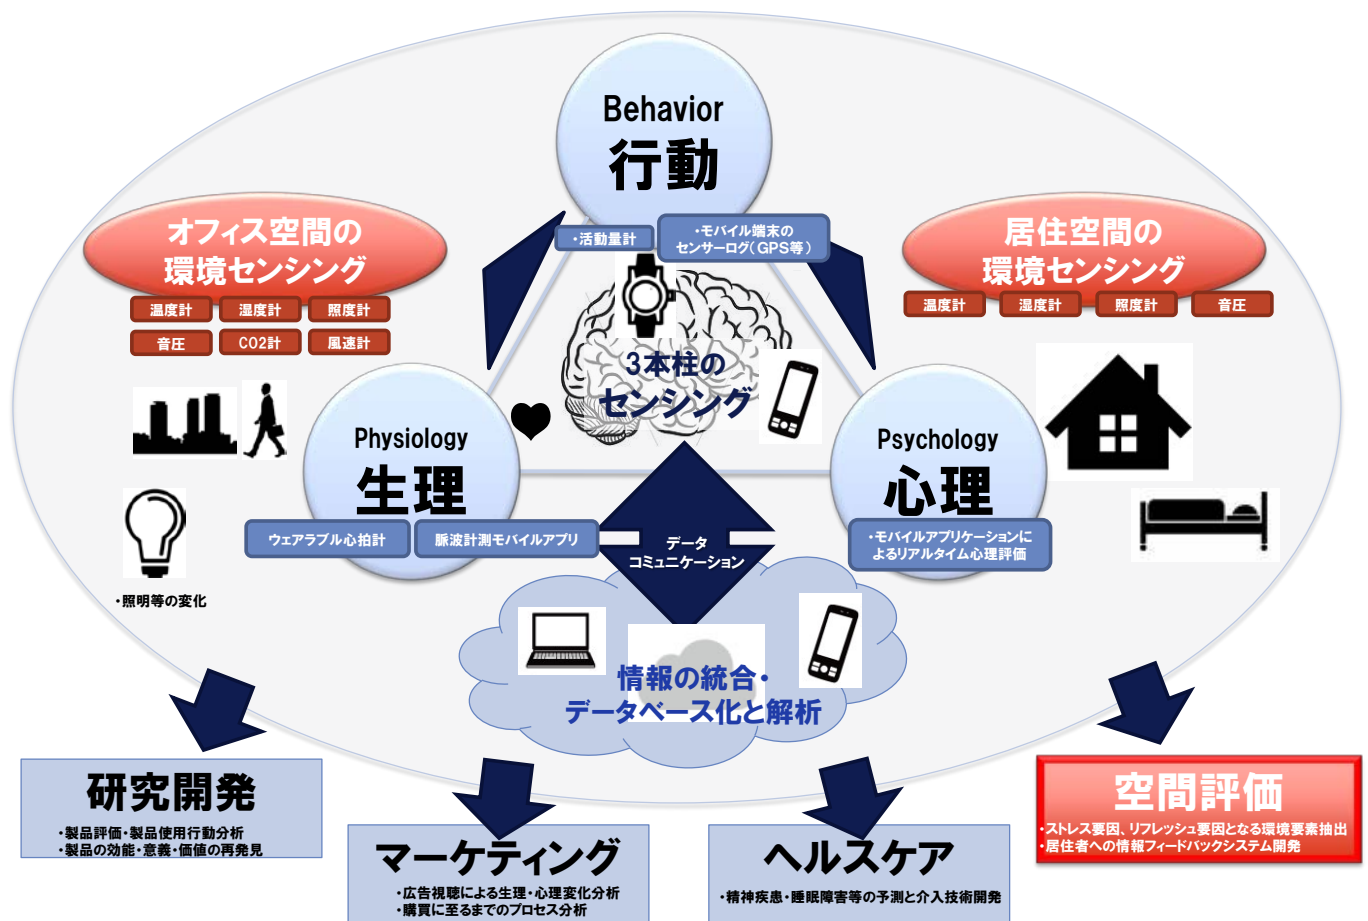 Behavior
行動
・活動量計
・モバイル端末の
センサーログ(GPS等)
オフィス空間の
環境センシング
温度計
湿度計
照度計
音圧
CO2計
風速計
居住空間の
環境センシング
温度計
湿度計
照度計
音圧
3本柱の
センシング
Physiology
生理
ウェアラブル心拍計
脈波計測モバイルアプリ
Psychology
心理
・モバイルアプリケーションに
よるリアルタイム心理評価
データ
コミュニケーション
・照明等の変化
情報の統合・
データベース化と解析
研究開発
・製品評価・製品使用行動分析
・製品の効能・意義・価値の再発見
マーケティング
・広告視聴による生理・心理変化分析
・購買に至るまでのプロセス分析
ヘルスケア
・精神疾患・睡眠障害等の予測と介入技術開発
空間評価
・ストレス要因、リフレッシュ要因となる環境要素抽出
・居住者への情報フィードバックシステム開発